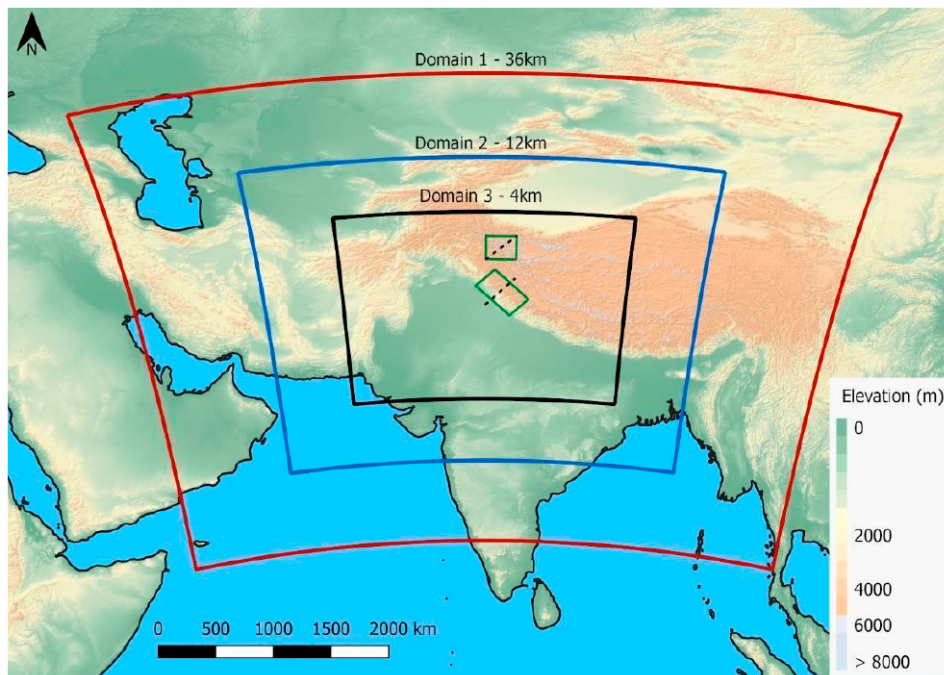 N
Domain 1 - 36km
Domain 2 - 12km
Domain 3 - 4km
Elevation (m)
0
2000
4000
6000
> 8000
0 500 1000 1500 2000 km